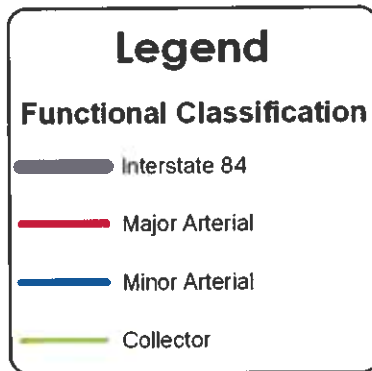 Legend
Functional Classification
Interstate 84
Major Arterial
Minor Arterial
Collector